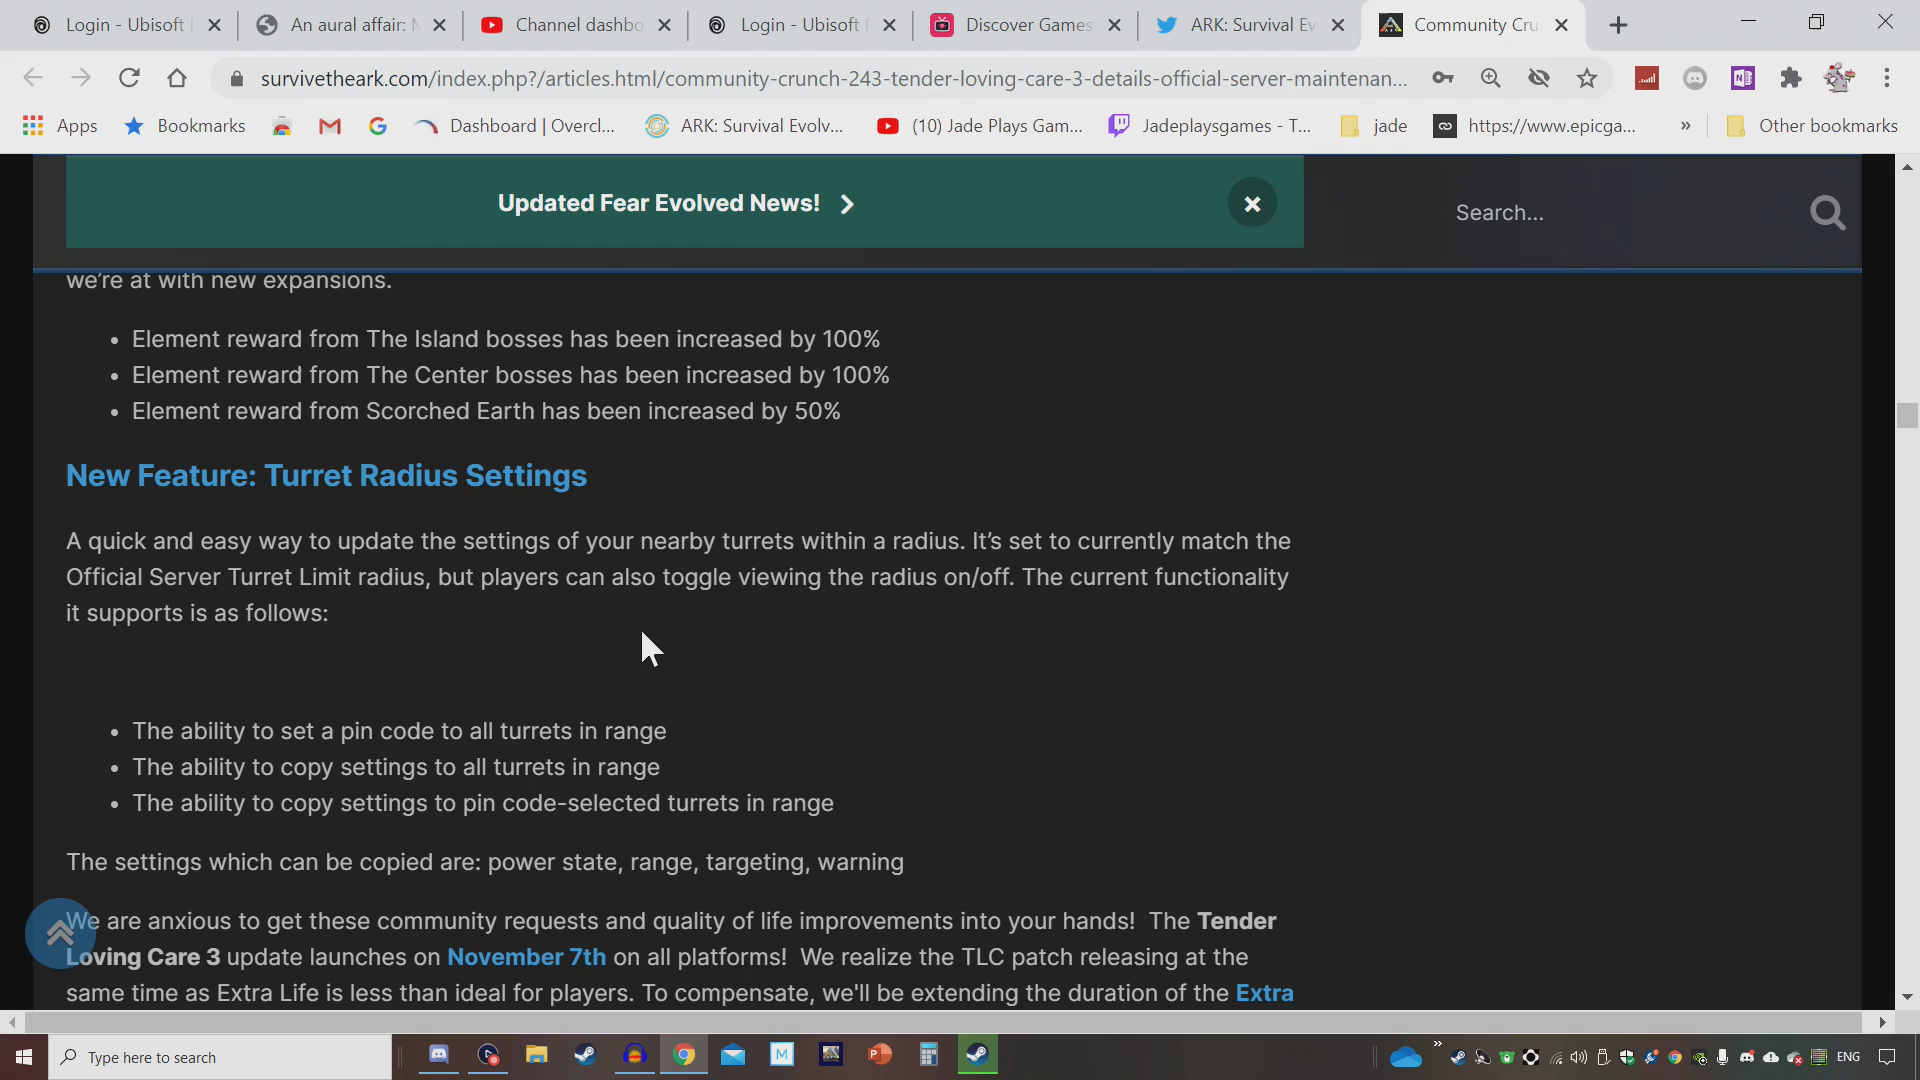 Login - Ubisoft
An aural affair:
Channel dashbo
Login - Ubisoft
Discover Games
ARK: Survival Ev
Community Cru
survivetheark.com/index.php?/articles.html/community-crunch-243-tender-loving-care-3-details-official-server-maintenan...
Apps
Bookmarks
Dashboard | Overcl...
ARK: Survival Evolv...
(10) Jade Plays Gam...
Jadeplaysgames - T...
jade
https://www.epicga...
»
Other bookmarks
Updated Fear Evolved News!
Search...
we're at with new expansions.
• Element reward from The Island bosses has been increased by 100%
• Element reward from The Center bosses has been increased by 100%
• Element reward from Scorched Earth has been increased by 50%
New Feature: Turret Radius Settings
A quick and easy way to update the settings of your nearby turrets within a radius. It's set to currently match the
Official Server Turret Limit radius, but players can also toggle viewing the radius on/off. The current functionality
it supports is as follows:
• The ability to set a pin code to all turrets in range
• The ability to copy settings to all turrets in range
• The ability to copy settings to pin code-selected turrets in range
The settings which can be copied are: power state, range, targeting, warning
We are anxious to get these community requests and quality of life improvements into your hands!  The Tender
Loving Care 3 update launches on November 7th on all platforms!  We realize the TLC patch releasing at the
same time as Extra Life is less than ideal for players. To compensate, we'll be extending the duration of the Extra
Type here to search
ENG